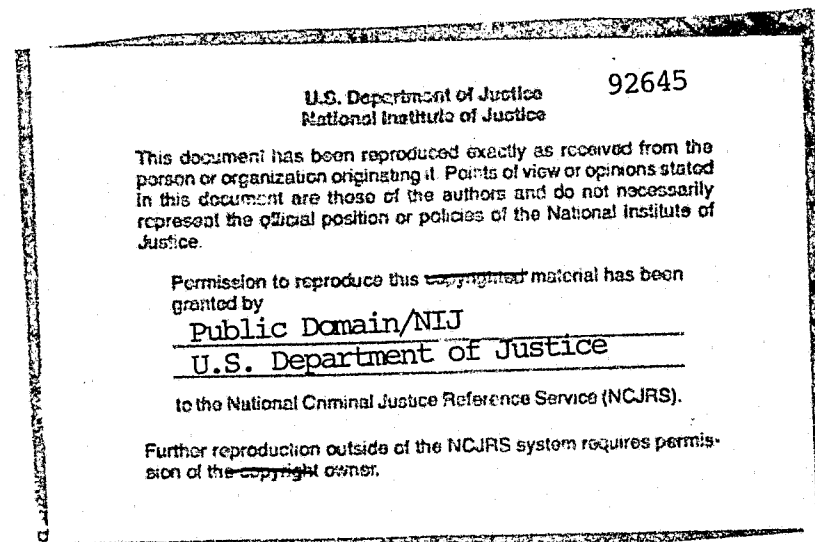 92645
U.S. Department of Justice
National Institute of Justice
This document has been reproduced exactly as received from the
person or organization originating it. Points of view or opinions stated
in this document are those of the authors and do not necessarily
represent the official position or policies of the National Institute of
Justice.
Permission to reproduce this copyrighted material has been
granted by
Public Domain/NIJ
U.S. Department of Justice
to the National Criminal Justice Reference Service (NCJRS).
Further reproduction outside of the NCJRS system requires permis-
sion of the copyright owner.